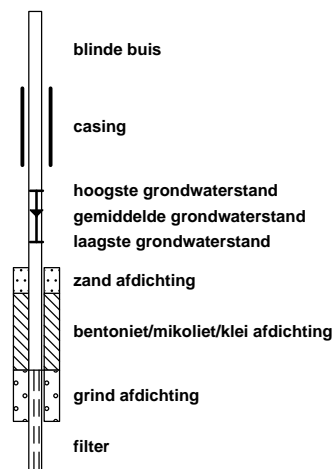 blinde buis
casing
hoogste grondwaterstand
gemiddelde grondwaterstand
laagste grondwaterstand
zand afdichting
bentoniet/mikoliet/klei afdichting
grind afdichting
filter